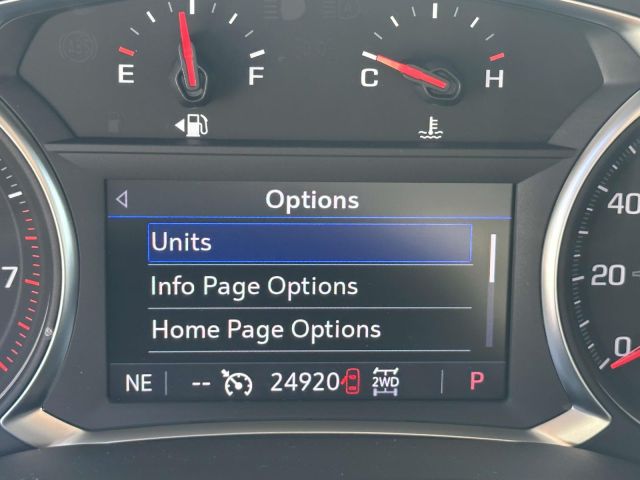 E F
C H
Options
Units
Info Page Options
Home Page Options
NE -- 24920 2WD P
7
40
20
0